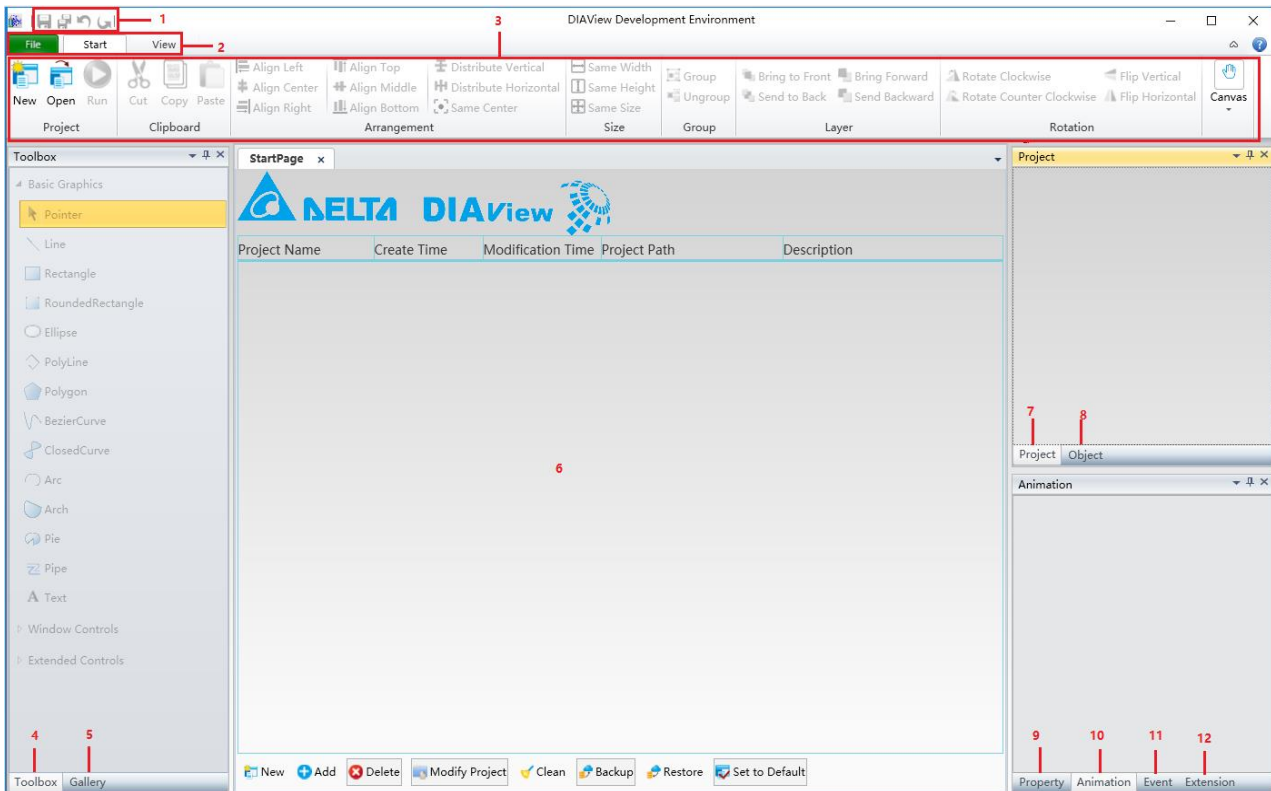 1
3
DIAView Development Environment
File Start View
2
Align Left Align Top Distribute Vertical Same Width
Group Bring to Front Bring Forward Rotate Clockwise Flip Vertical
Align Center Align Middle Distribute Horizontal Same Height
New Open Run Cut Copy Paste
Ungroup Send to Back Send Backward Rotate Counter Clockwise Flip Horizontal Canvas
Align Right Align Bottom Same Center Same Size
Project Clipboard Arrangement Size Group Layer Rotation
Toolbox
Basic Graphics
Pointer
Line
Rectangle
RoundedRectangle
Ellipse
PolyLine
Polygon
BezierCurve
ClosedCurve
Arc
Arch
Pie
Pipe
A Text
Window Controls
Extended Controls
4 5
Toolbox Gallery
StartPage x
DELTA DIAView
Project Name Create Time Modification Time Project Path Description
6
New Add Delete Modify Project Clean Backup Restore Set to Default
Project
7 8
Project Object
Animation
9 10 11 12
Property Animation Event Extension